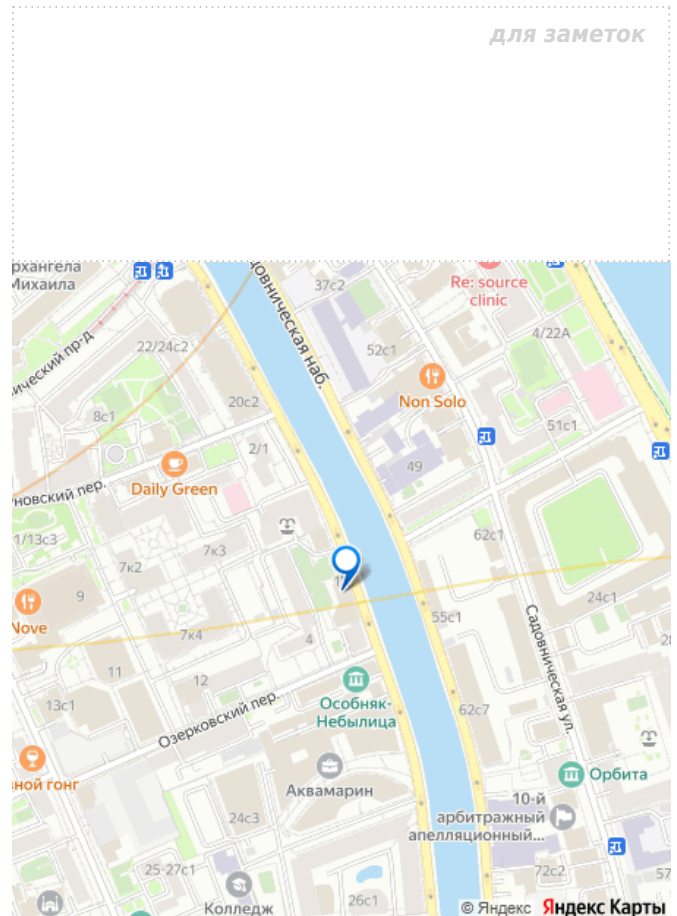 для заметок
рхангела
Михаила
37с2
Re: source
clinic
довническая наб.
22/24с2
ический пр-д
52с1
4/22А
Non Solo
20с2
8с1
51с1
2/1
49
Daily Green
новский пер.
62с1
1/13с3
7к3
7к2
9
24с1
Nove
55с1
7к4
4
Садовническая ул.
11
12
Особняк-
Небылица
13с1
Озерковский пер.
62с7
вной гонг
Аквамарин
Орбита
10-й
арбитражный
апелляционный...
24с3
25-27с1
72с2
57
26с1
Колледж
© Яндекс Яндекс Карты